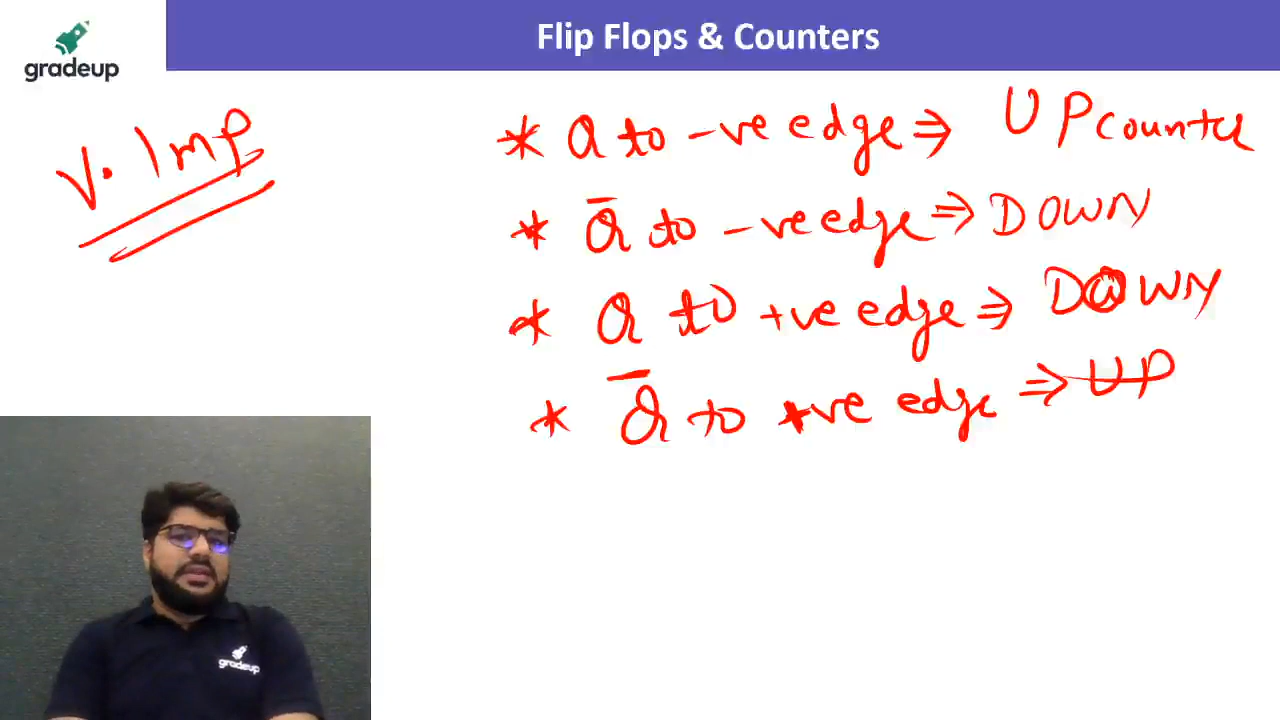 Flip Flops & Counters
gradeup
V. Imp
* Q to -ve edge ⇒ UP counter
* Q̅ to -ve edge ⇒ DOWN
* Q to +ve edge ⇒ DOWN
* Q̅ to +ve edge ⇒ UP
gradeup